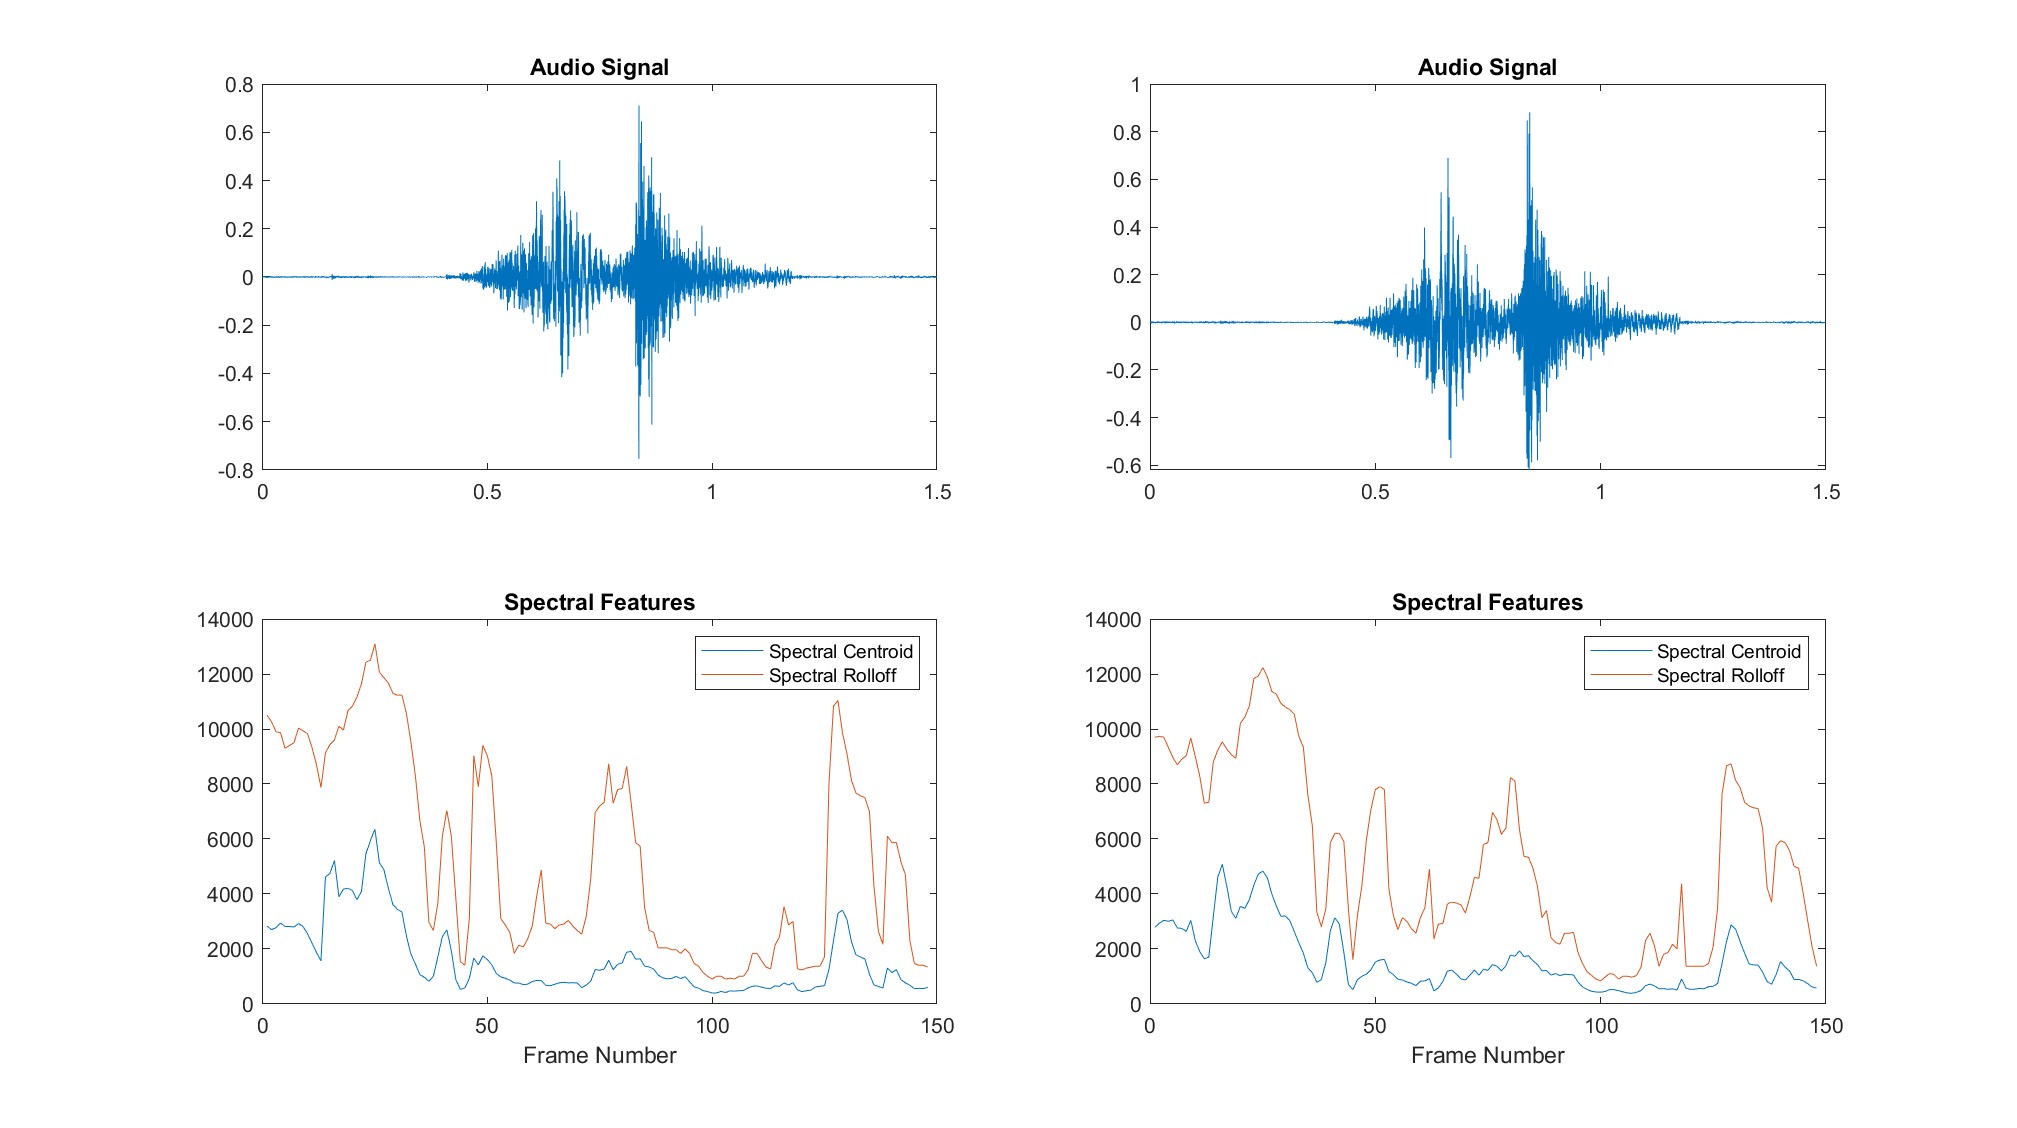 Audio Signal
0.8
0.6
0.4
0.2
0
-0.2
-0.4
-0.6
-0.8
0 0.5 1 1.5
Audio Signal
1
0.8
0.6
0.4
0.2
0
-0.2
-0.4
-0.6
0 0.5 1 1.5
Spectral Features
14000
12000
10000
8000
6000
4000
2000
0
Spectral Centroid
Spectral Rolloff
0 50 100 150
Frame Number
Spectral Features
14000
12000
10000
8000
6000
4000
2000
0
Spectral Centroid
Spectral Rolloff
0 50 100 150
Frame Number